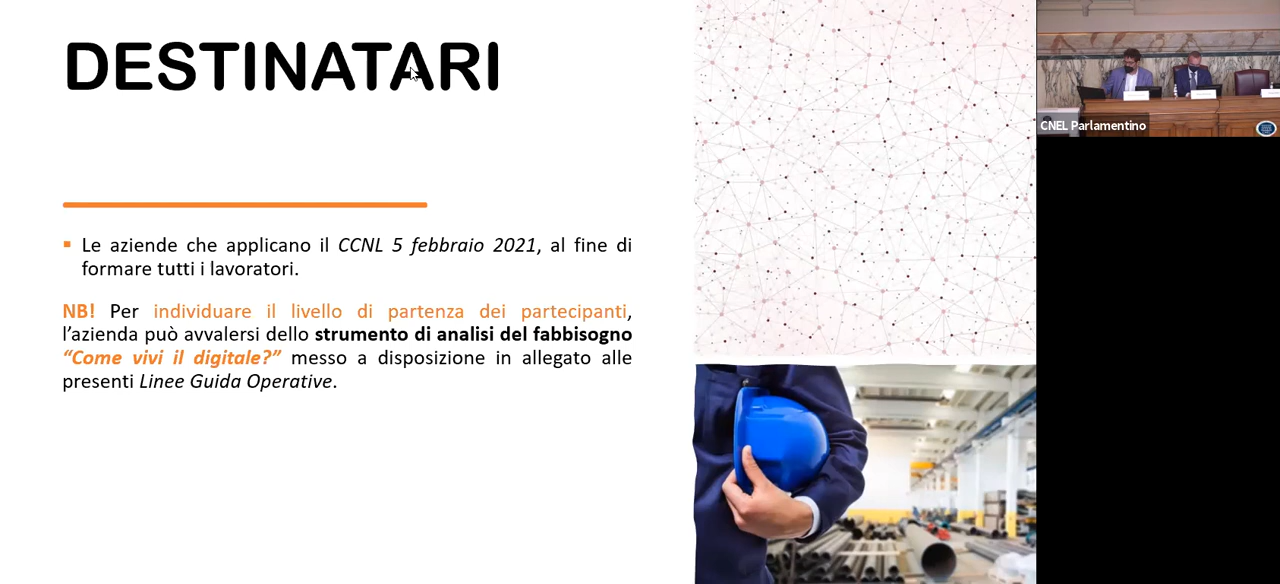 DESTINATARI
▪ Le aziende che applicano il CCNL 5 febbraio 2021, al fine di
formare tutti i lavoratori.
NB! Per individuare il livello di partenza dei partecipanti,
l’azienda può avvalersi dello strumento di analisi del fabbisogno
“Come vivi il digitale?” messo a disposizione in allegato alle
presenti Linee Guida Operative.
CNEL Parlamentino